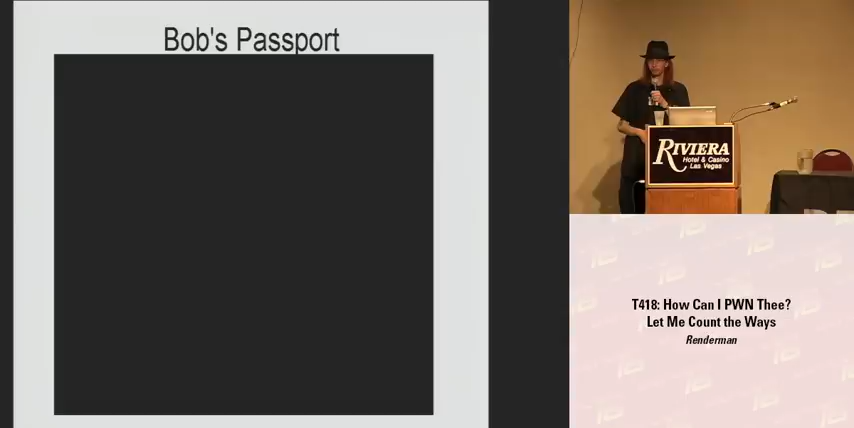 Bob's Passport
RIVIERA
Hotel & Casino
Las Vegas
T418: How Can I PWN Thee?
Let Me Count the Ways
Renderman